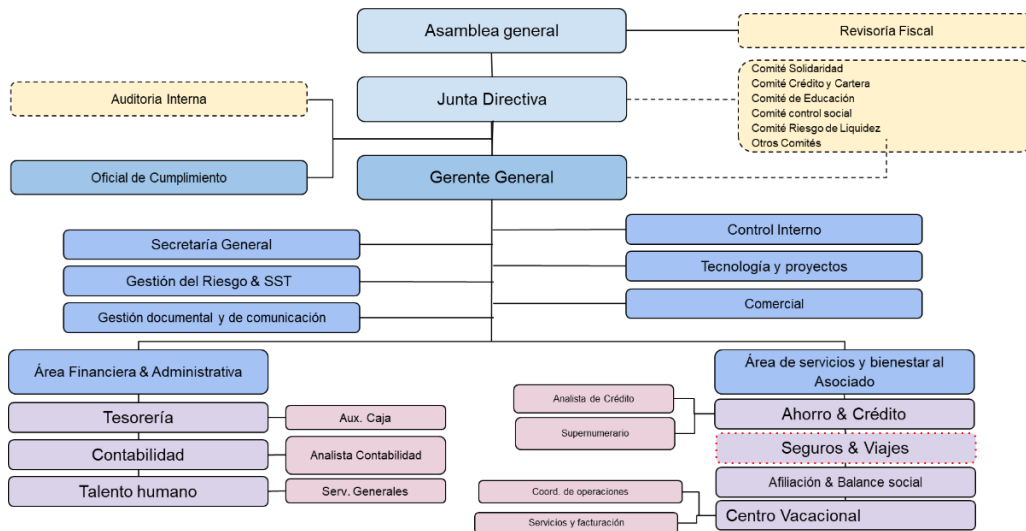 Asamblea general
Revisoría Fiscal
Auditoria Interna
Junta Directiva
Comité Solidaridad
Comité Crédito y Cartera
Comité de Educación
Comité control social
Comité Riesgo de Liquidez
Otros Comités
Oficial de Cumplimiento
Gerente General
Secretaría General
Control Interno
Gestión del Riesgo & SST
Tecnología y proyectos
Gestión documental y de comunicación
Comercial
Área Financiera & Administrativa
Área de servicios y bienestar al
Asociado
Tesorería
Aux. Caja
Analista de Crédito
Ahorro & Crédito
Supernumerario
Contabilidad
Analista Contabilidad
Seguros & Viajes
Talento humano
Serv. Generales
Coord. de operaciones
Afiliación & Balance social
Servicios y facturación
Centro Vacacional